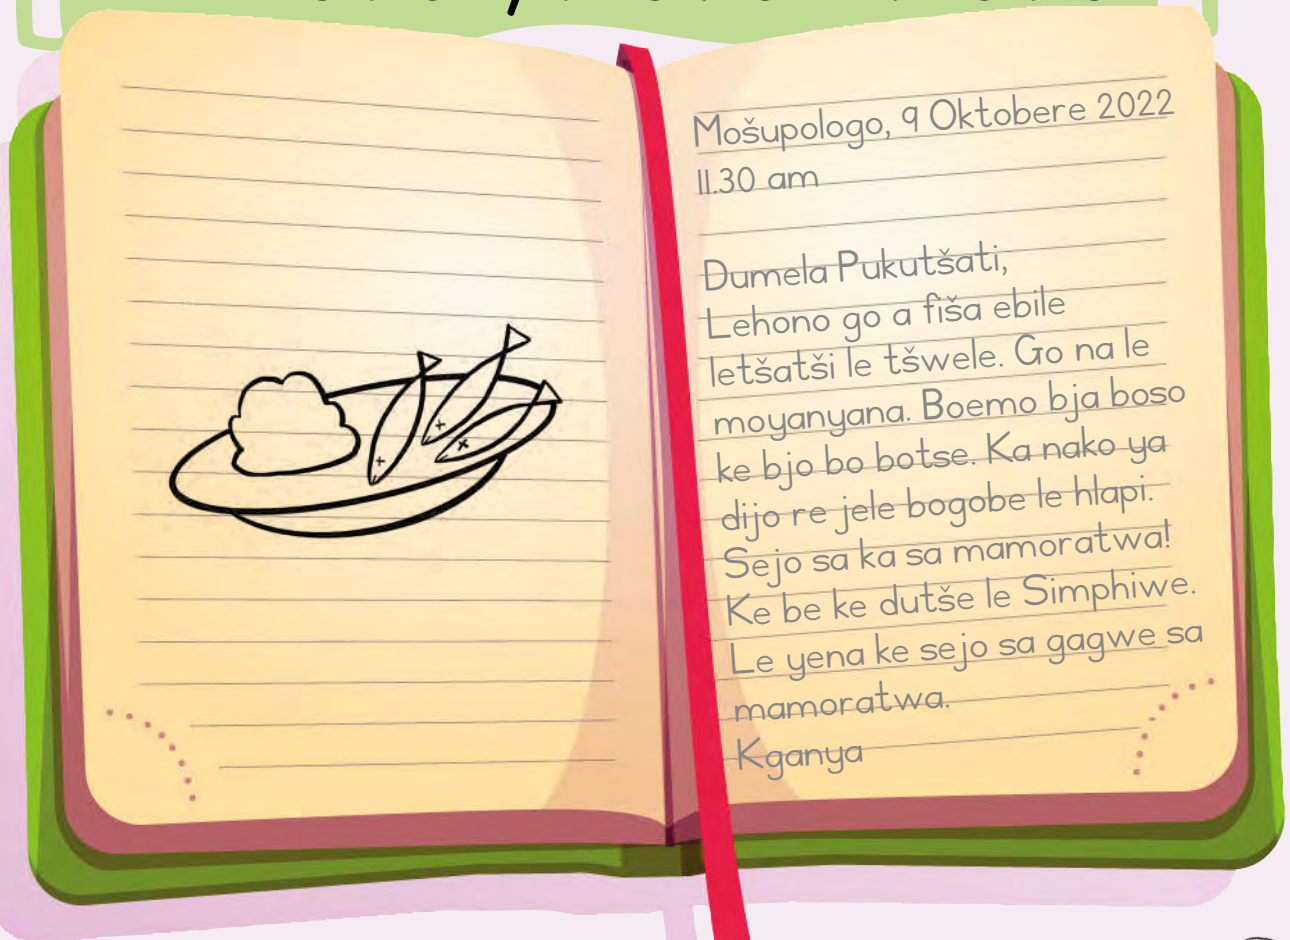 Mošupologo, 9 Oktobere 2022
11.30 am
Dumela Pukutšati,
Lehono go a fiša ebile
letšatši le tšwele. Go na le
moyanyana. Boemo bja boso
ke bjo bo botse. Ka nako ya
dijo re jele bogobe le hlapi.
Sejo sa ka sa mamoratwa!
Ke be ke dutše le Simphiwe.
Le yena ke sejo sa gagwe sa
mamoratwa.
Kganya